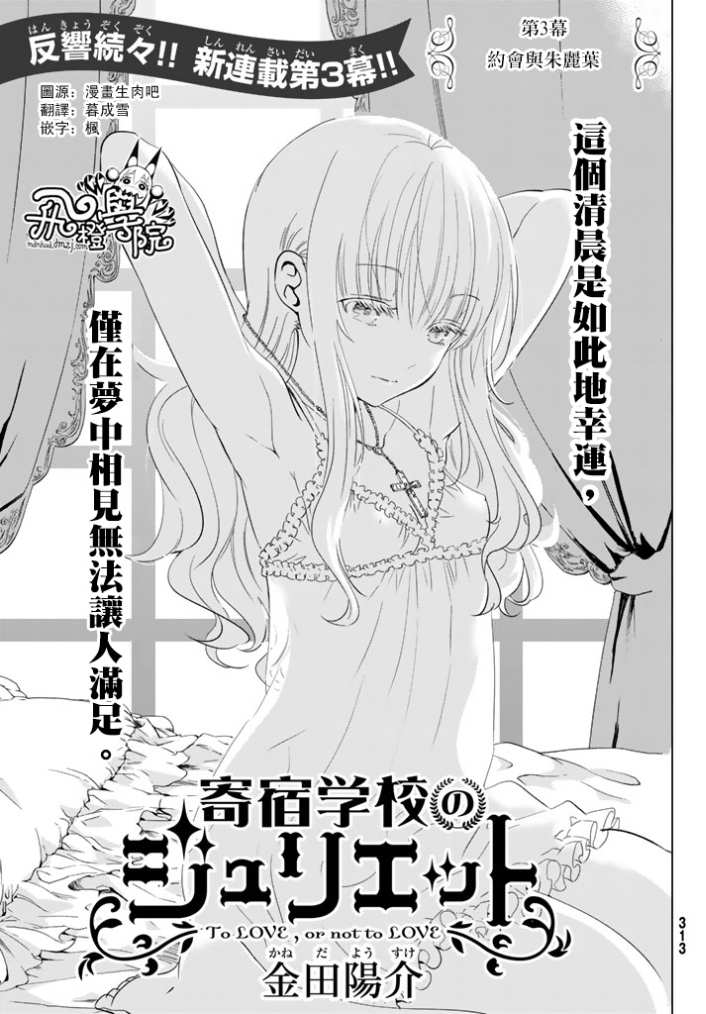 はんきょうぞくぞく
反響続々!!
しんれんさいだいまく
新連載第3幕!!
第3幕
約會與朱麗葉
圖源：漫畫生肉吧
翻譯：暮成雪
嵌字：楓
這個清晨是如此地幸運，
僅在夢中相見無法讓人滿足。
寄宿学校の
ジュリエット
To LOVE, or not to LOVE
かねだようすけ
金田陽介
313